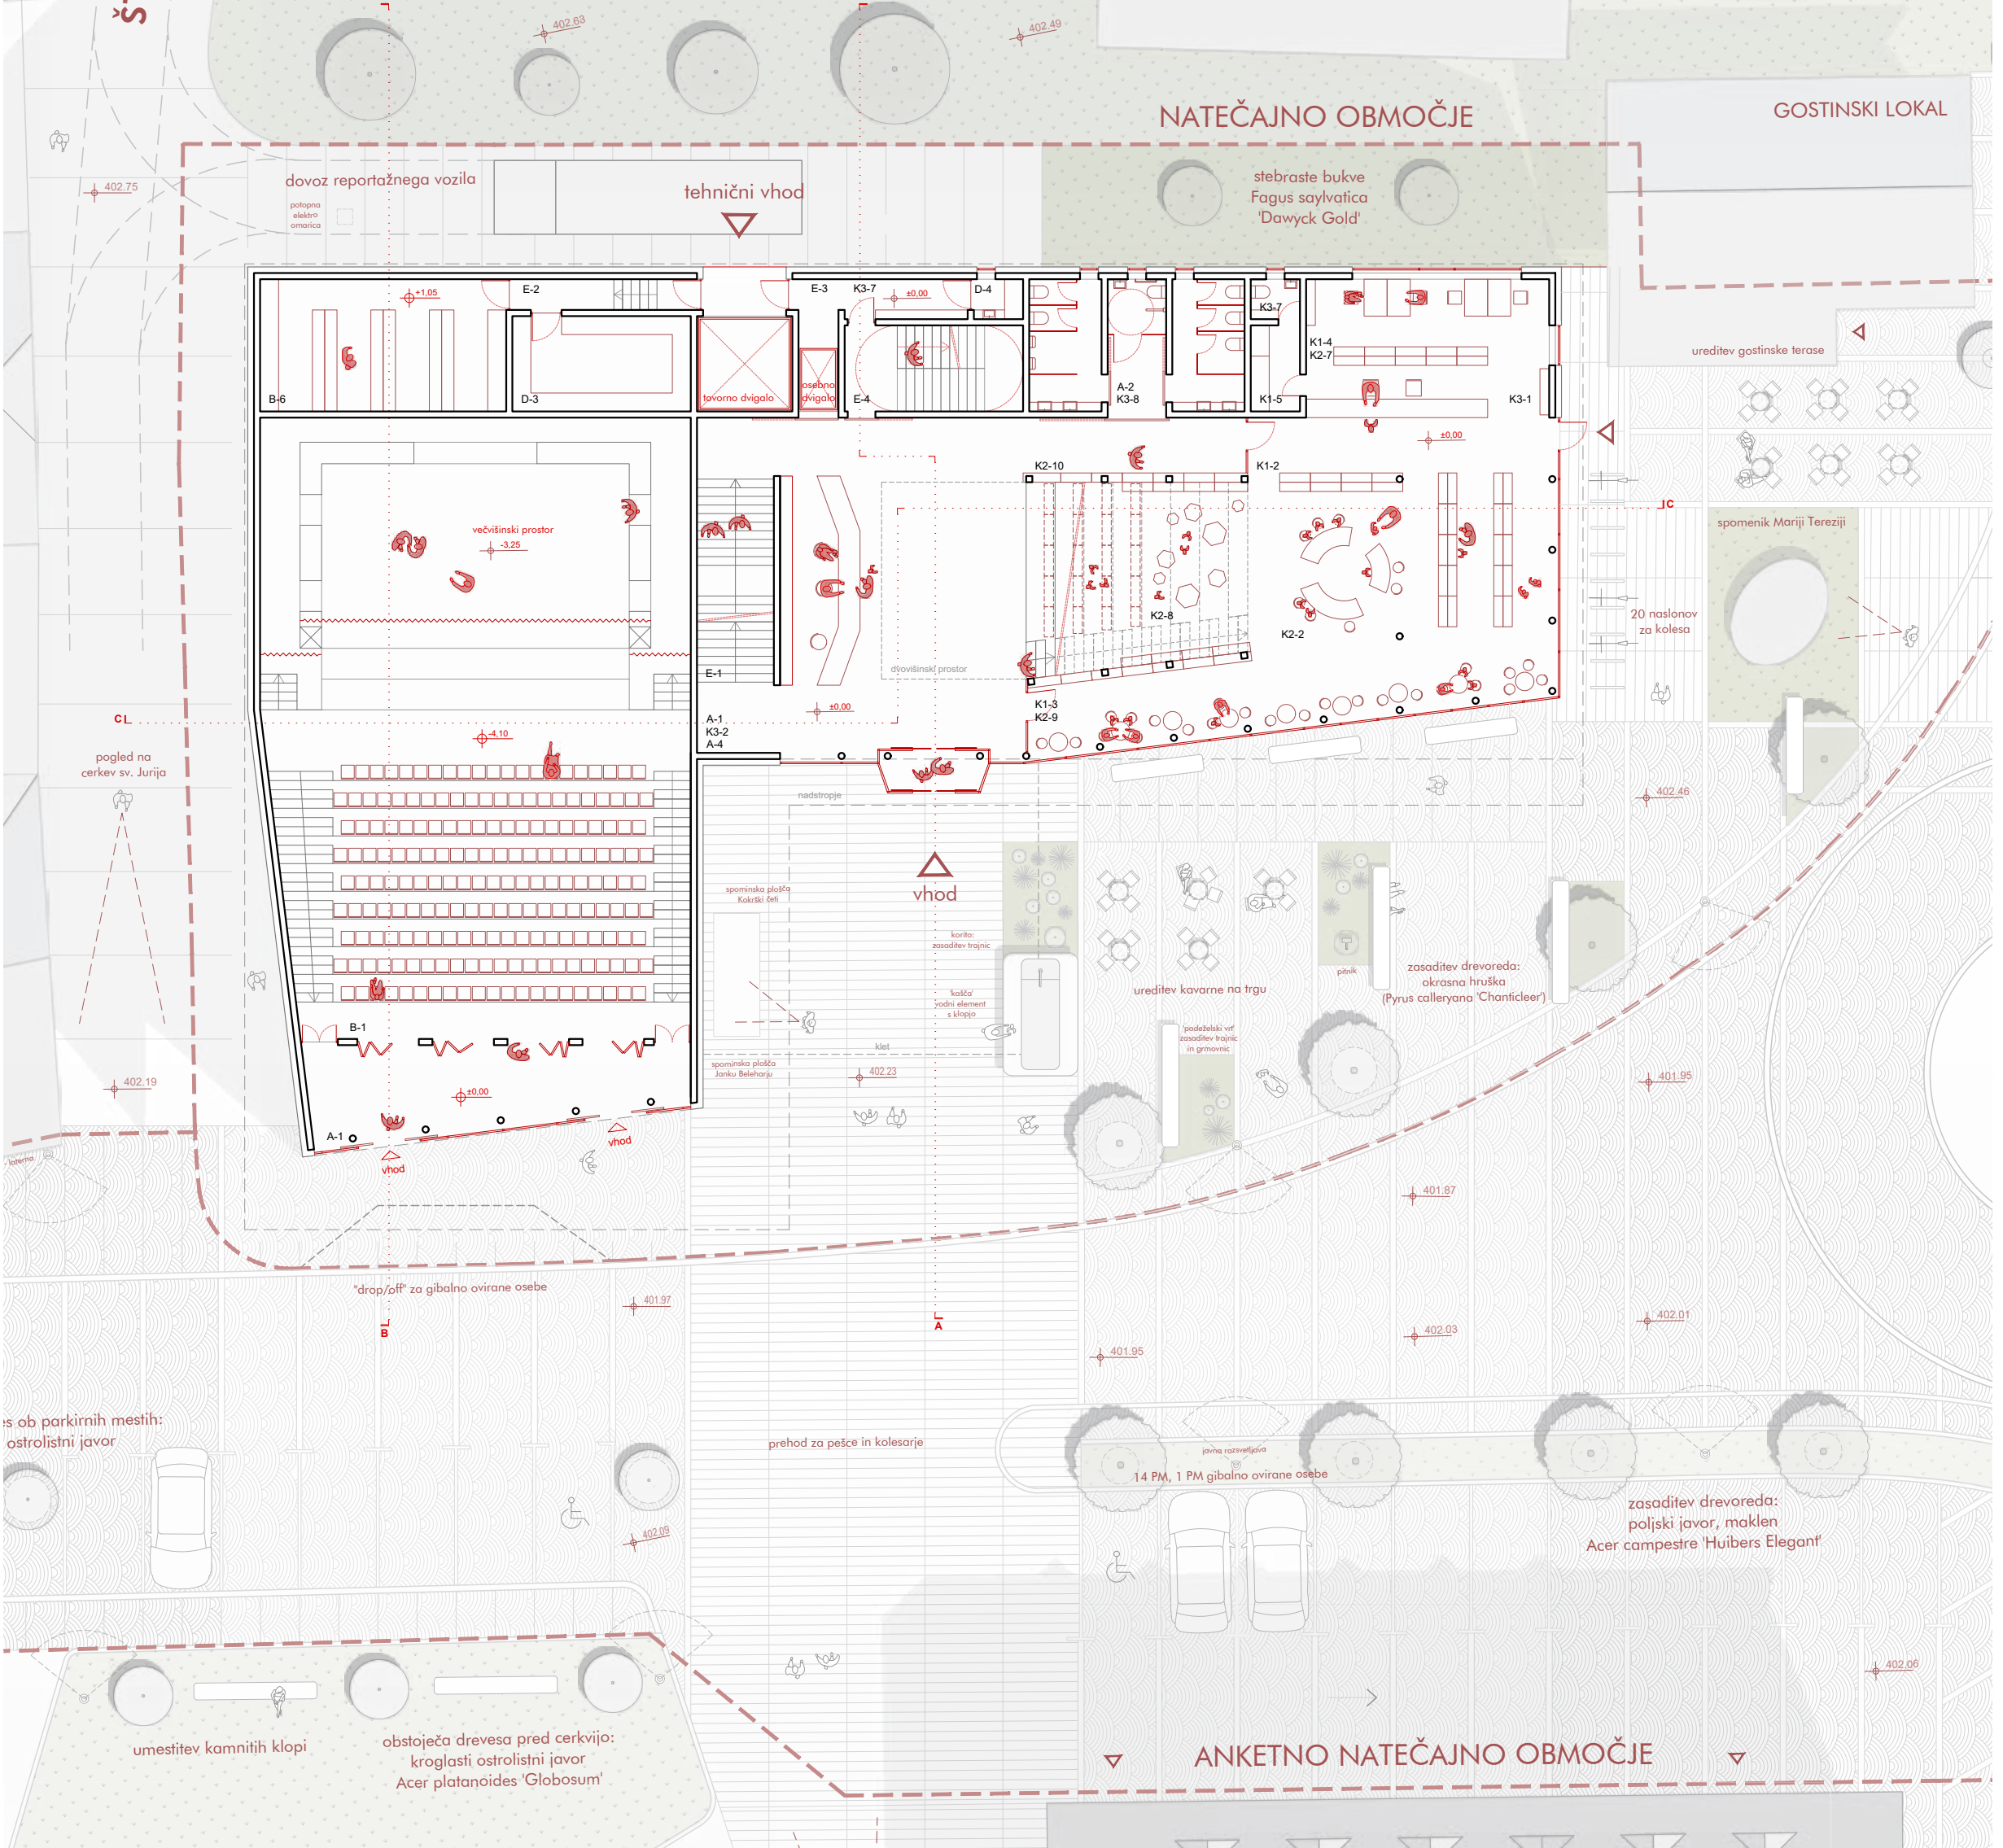 Š
402.63
402.49
NATEČAJNO OBMOČJE
GOSTINSKI LOKAL
402.75
dovoz reportažnega vozila
potopna
elektro
omarica
tehnični vhod
stebraste bukve
Fagus saylvatica
'Dawyck Gold'
+1,05
E-2
E-3
K3-7
±0,00
D-4
K3-7
K1-4
K2-7
ureditev gostinske terase
B-6
D-3
tovorno dvigalo
osebno
dvigalo
E-4
A-2
K3-8
K1-5
K3-1
±0,00
K2-10
K1-2
C
večvišinski prostor
-3,25
spomenik Mariji Tereziji
K2-8
K2-2
20 naslonov
za kolesa
dvovišinski prostor
E-1
±0,00
K1-3
K2-9
A-1
K3-2
A-4
C
-4,10
pogled na
cerkev sv. Jurija
nadstropje
402.46
vhod
spominska plošča
Kokrški četi
korito:
zasaditev trajnic
pitnik
zasaditev drevoreda:
okrasna hruška
(Pyrus calleryana 'Chanticleer')
ureditev kavarne na trgu
'kašča'
vodni element
s klopjo
'podeželski vrt'
zasaditev trajnic
in grmovnic
B-1
klet
spominska plošča
Janku Beleharju
402.23
402.19
401.95
±0,00
A-1
vhod
vhod
laterna
401.87
"drop/off" za gibalno ovirane osebe
401.97
B
A
402.01
402.03
401.95
es ob parkirnih mestih:
ostrolistni javor
prehod za pešce in kolesarje
javna razsvetljava
14 PM, 1 PM gibalno ovirane osebe
zasaditev drevoreda:
poljski javor, maklen
Acer campestre 'Huibers Elegant'
402.09
402.06
umestitev kamnitih klopi
obstoječa drevesa pred cerkvijo:
kroglasti ostrolistni javor
Acer platanoides 'Globosum'
ANKETNO NATEČAJNO OBMOČJE